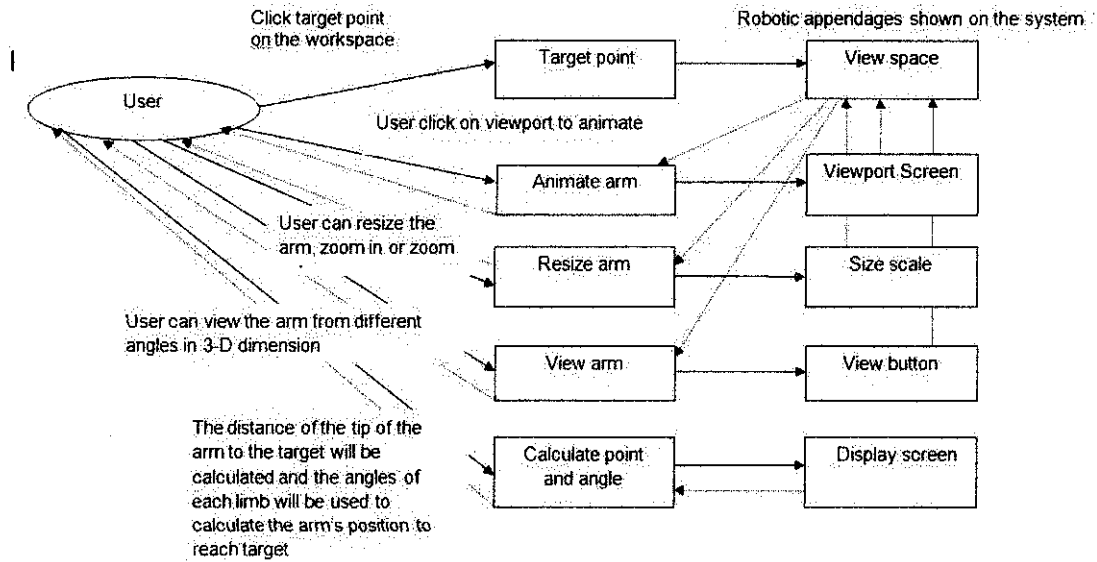 Click target point
on the workspace
Robotic appendages shown on the system
Target point
View space
User
User click on viewport to animate
Animate arm
Viewport Screen
User can resize the
arm, zoom in or zoom
Resize arm
Size scale
User can view the arm from different
angles in 3-D dimension
View arm
View button
The distance of the tip of the
arm to the target will be
calculated and the angles of
each limb will be used to
calculate the arm's position to
reach target
Calculate point
and angle
Display screen